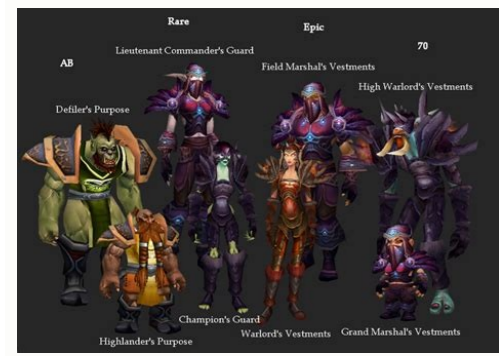 Rare
Epic
70
AB
Lieutenant Commander's Guard
Field Marshal's Vestments
High Warlord's Vestments
Defiler's Purpose
Champion's Guard
Warlord's Vestments
Grand Marshal's Vestments
Highlander's Purpose